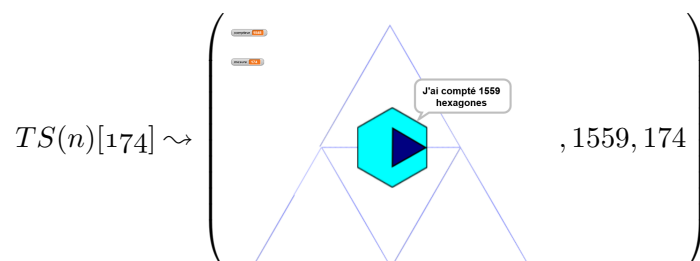 J'ai compté 1559
hexagones
TS(n)[174] ⇝ ( , 1559, 174